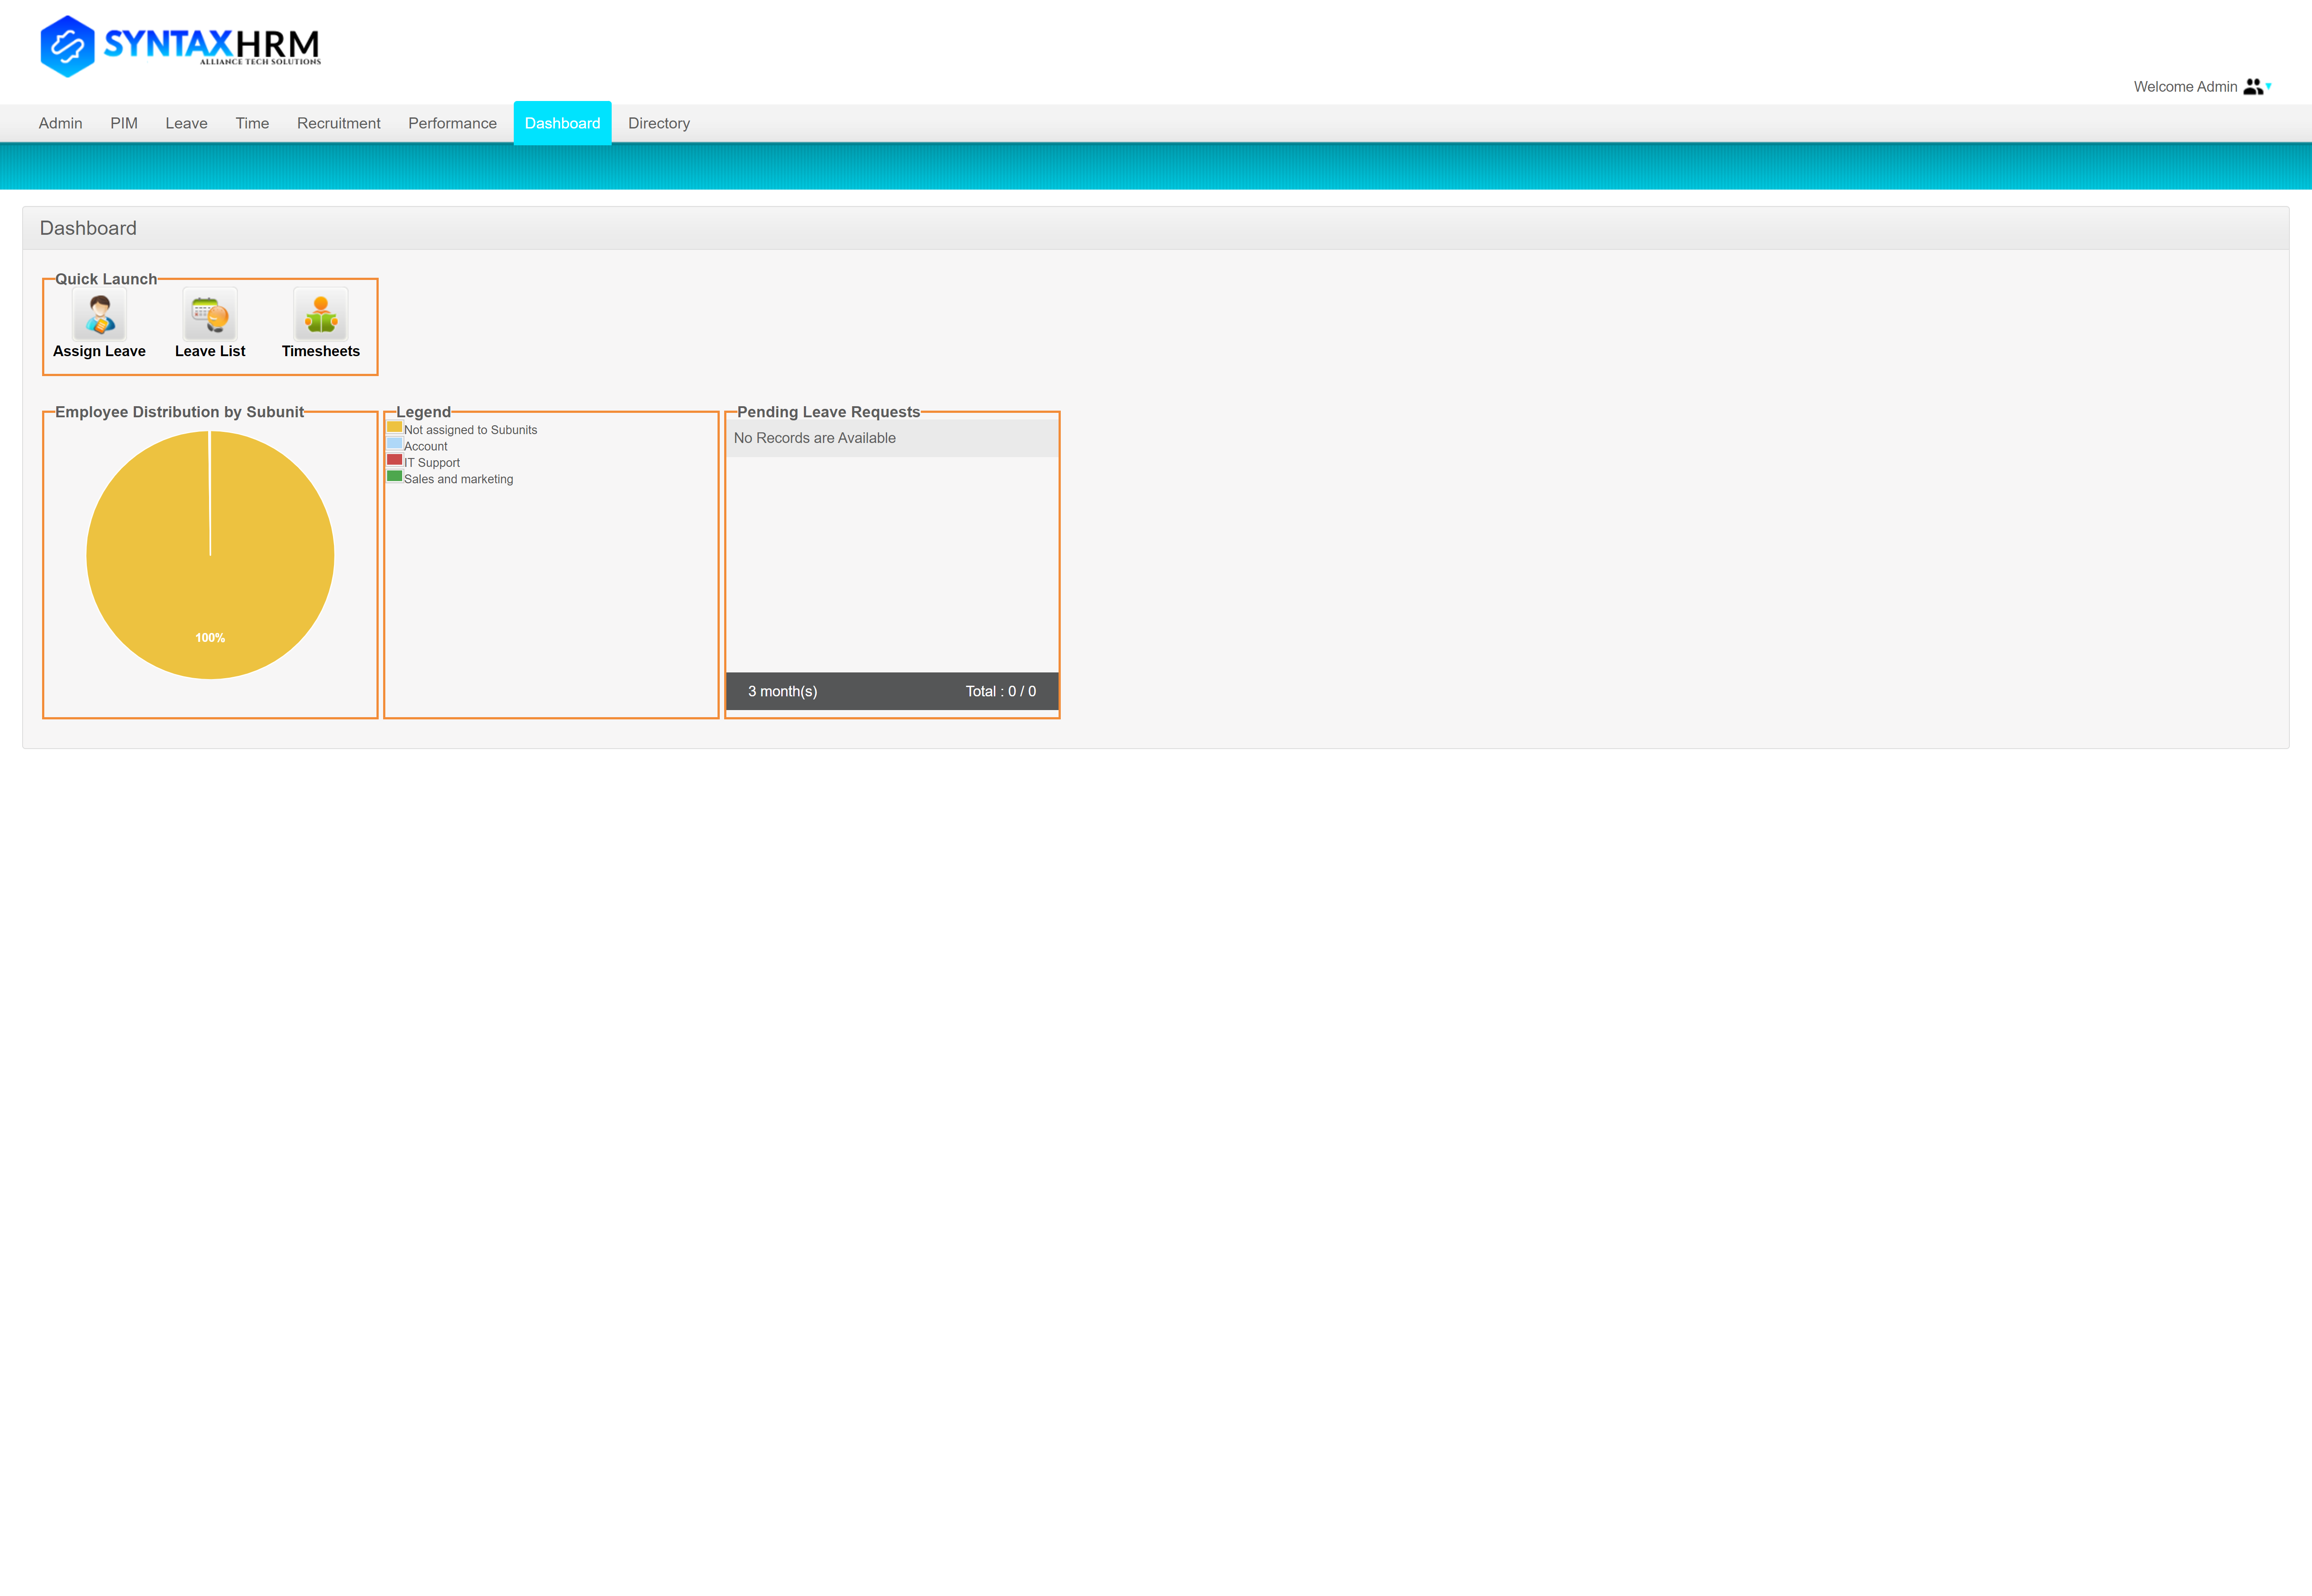 SYNTAXHRM
ALLIANCE TECH SOLUTIONS
Welcome Admin
Admin PIM Leave Time Recruitment Performance Dashboard Directory
Dashboard
Quick Launch
Assign Leave Leave List Timesheets
Employee Distribution by Subunit
100%
Legend
Not assigned to Subunits
Account
IT Support
Sales and marketing
Pending Leave Requests
No Records are Available
3 month(s) Total : 0 / 0